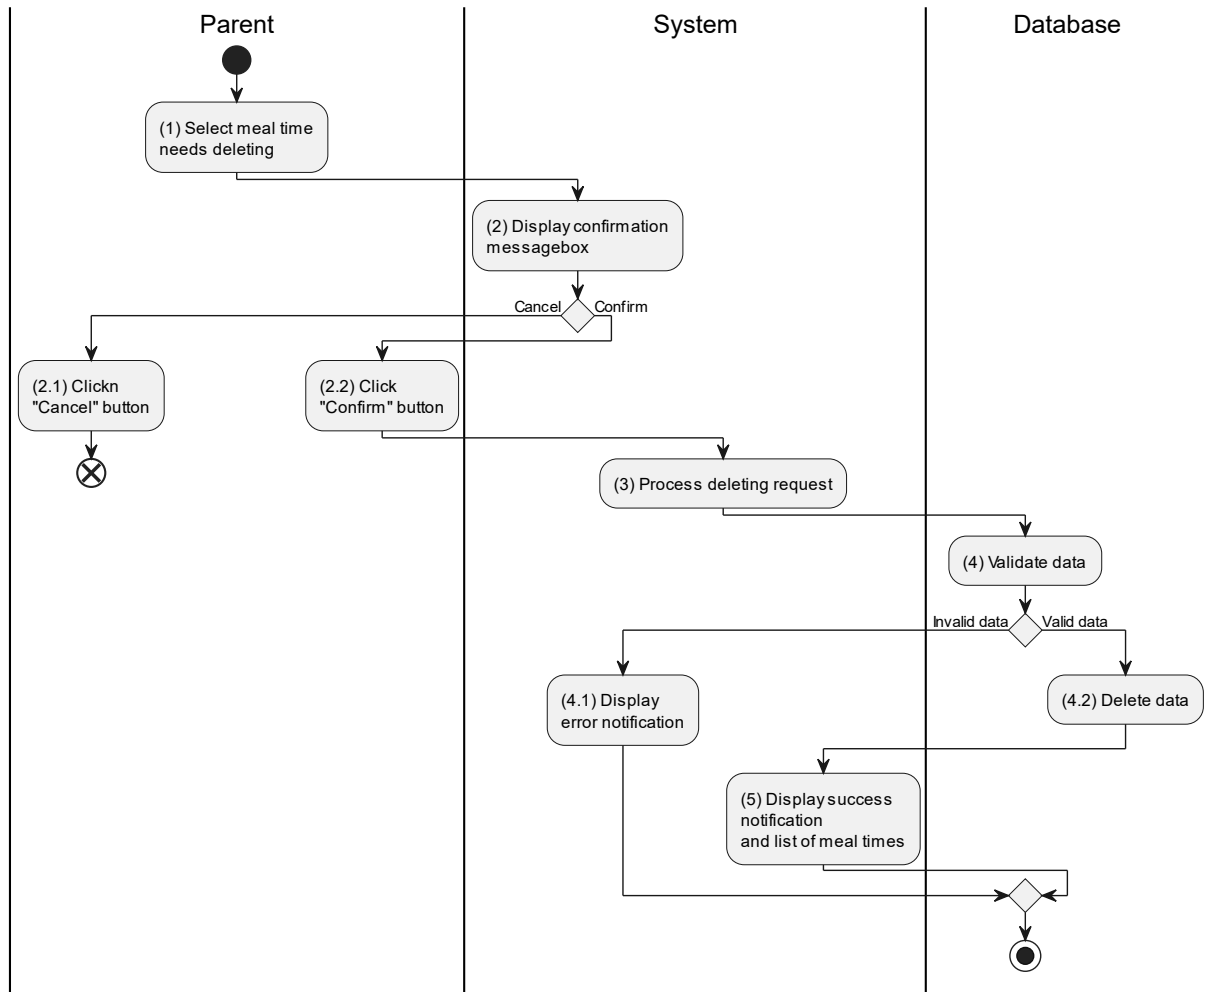 Parent
System
Database
(1) Select meal time
needs deleting
(2) Display confirmation
messagebox
Cancel
Confirm
(2.1) Clickn
"Cancel" button
(2.2) Click
"Confirm" button
(3) Process deleting request
(4) Validate data
Invalid data
Valid data
(4.1) Display
error notification
(4.2) Delete data
(5) Display success
notification
and list of meal times